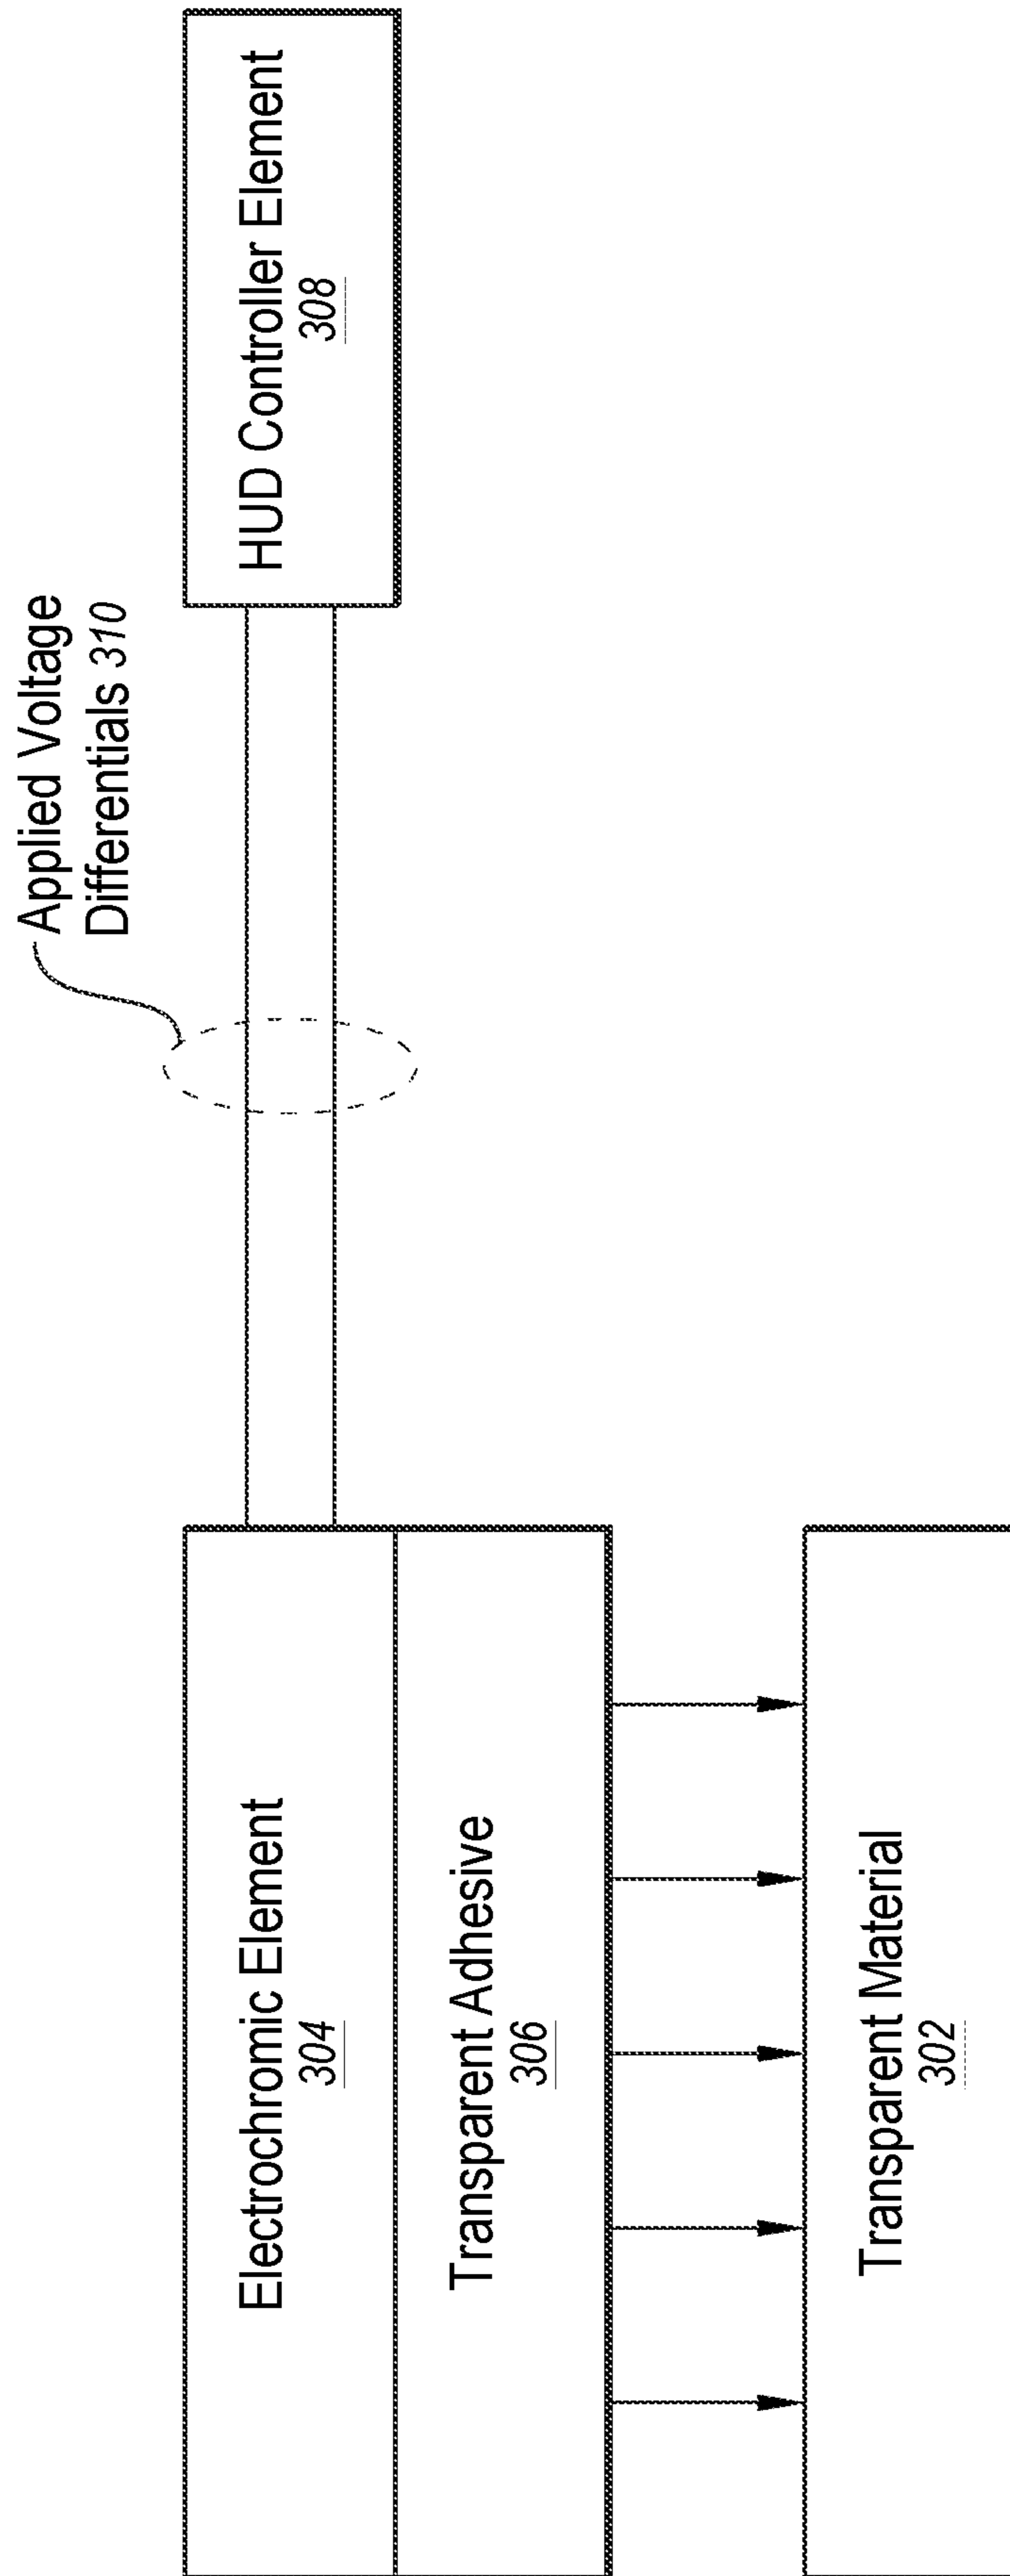 Applied Voltage
Differentials 310
HUD Controller Element
308
Electrochromic Element
304
Transparent Adhesive
306
Transparent Material
302